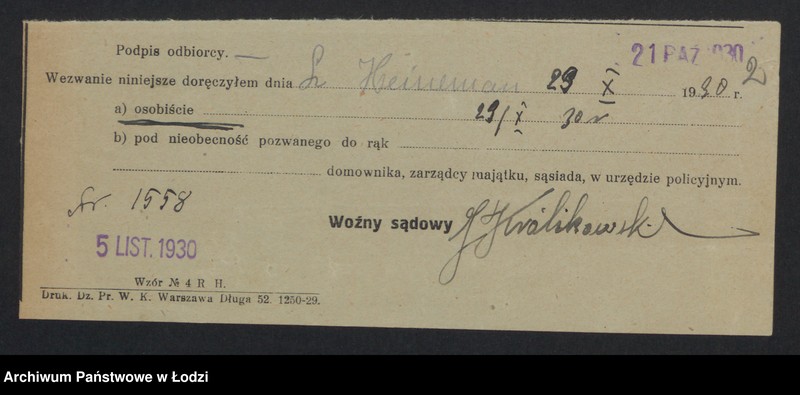 21 PAŹ 1930
2
Podpis odbiorcy. —
Wezwanie niniejsze doręczyłem dnia Heineman 29 X 1930 r.
a) osobiście 29/X 30 r
b) pod nieobecność pozwanego do rąk
domownika, zarządcy majątku, sąsiada, w urzędzie policyjnym.
Nr. 1558
Woźny sądowy Królikowski
5 LIST. 1930
Wzór № 4 R H.
Druk. Dz. Pr. W. K. Warszawa Długa 52. 1250-29.
Archiwum Państwowe w Łodzi